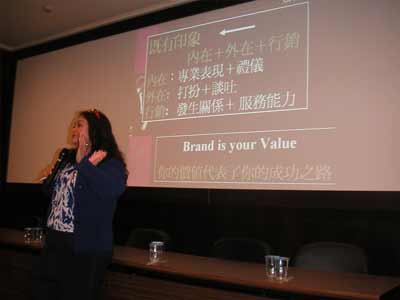 既有印象
內在＋外在＋行銷
內在：專業表現＋禮儀
外在：打扮＋談吐
行銷：發生關係＋服務能力
Brand is your Value
你的價值代表了你的成功之路